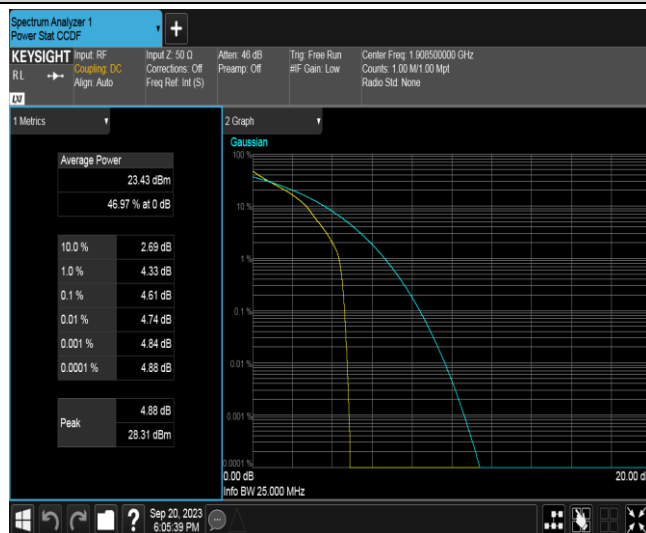 Spectrum Analyzer 1
Power Stat CCDF
KEYSIGHT
RL
LXI
Input: RF
Coupling: DC
Align: Auto
Input Z: 50 Ω
Corrections: Off
Freq Ref: Int (S)
Atten: 46 dB
Preamp: Off
Trig: Free Run
#IF Gain: Low
Center Freq: 1.908500000 GHz
Counts: 1.00 M/1.00 Mpt
Radio Std: None
1 Metrics
Average Power
23.43 dBm
46.97 % at 0 dB
10.0 % 2.69 dB
1.0 % 4.33 dB
0.1 % 4.61 dB
0.01 % 4.74 dB
0.001 % 4.84 dB
0.0001 % 4.88 dB
Peak
4.88 dB
28.31 dBm
2 Graph
Gaussian
100 %
10 %
1 %
0.1 %
0.01 %
0.001 %
0.0001 %
0.00 dB
20.00 d
Info BW 25.000 MHz
?
Sep 20, 2023
6:05:39 PM